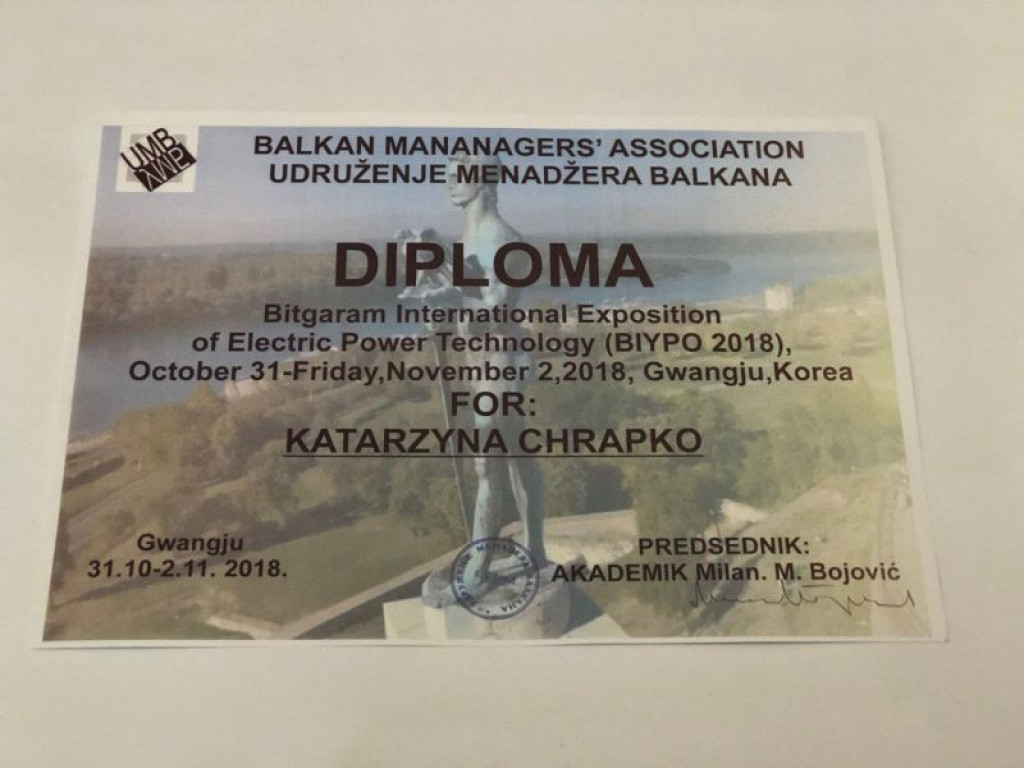 UMB
BALKAN MANANAGERS' ASSOCIATION
UDRUŽENJE MENADŽERA BALKANA
DIPLOMA
Bitgaram International Exposition
of Electric Power Technology (BIYPO 2018),
October 31-Friday,November 2,2018, Gwangju,Korea
FOR:
KATARZYNA CHRAPKO
Gwangju
31.10-2.11. 2018.
PREDSEDNIK:
AKADEMIK Milan. M. Bojović